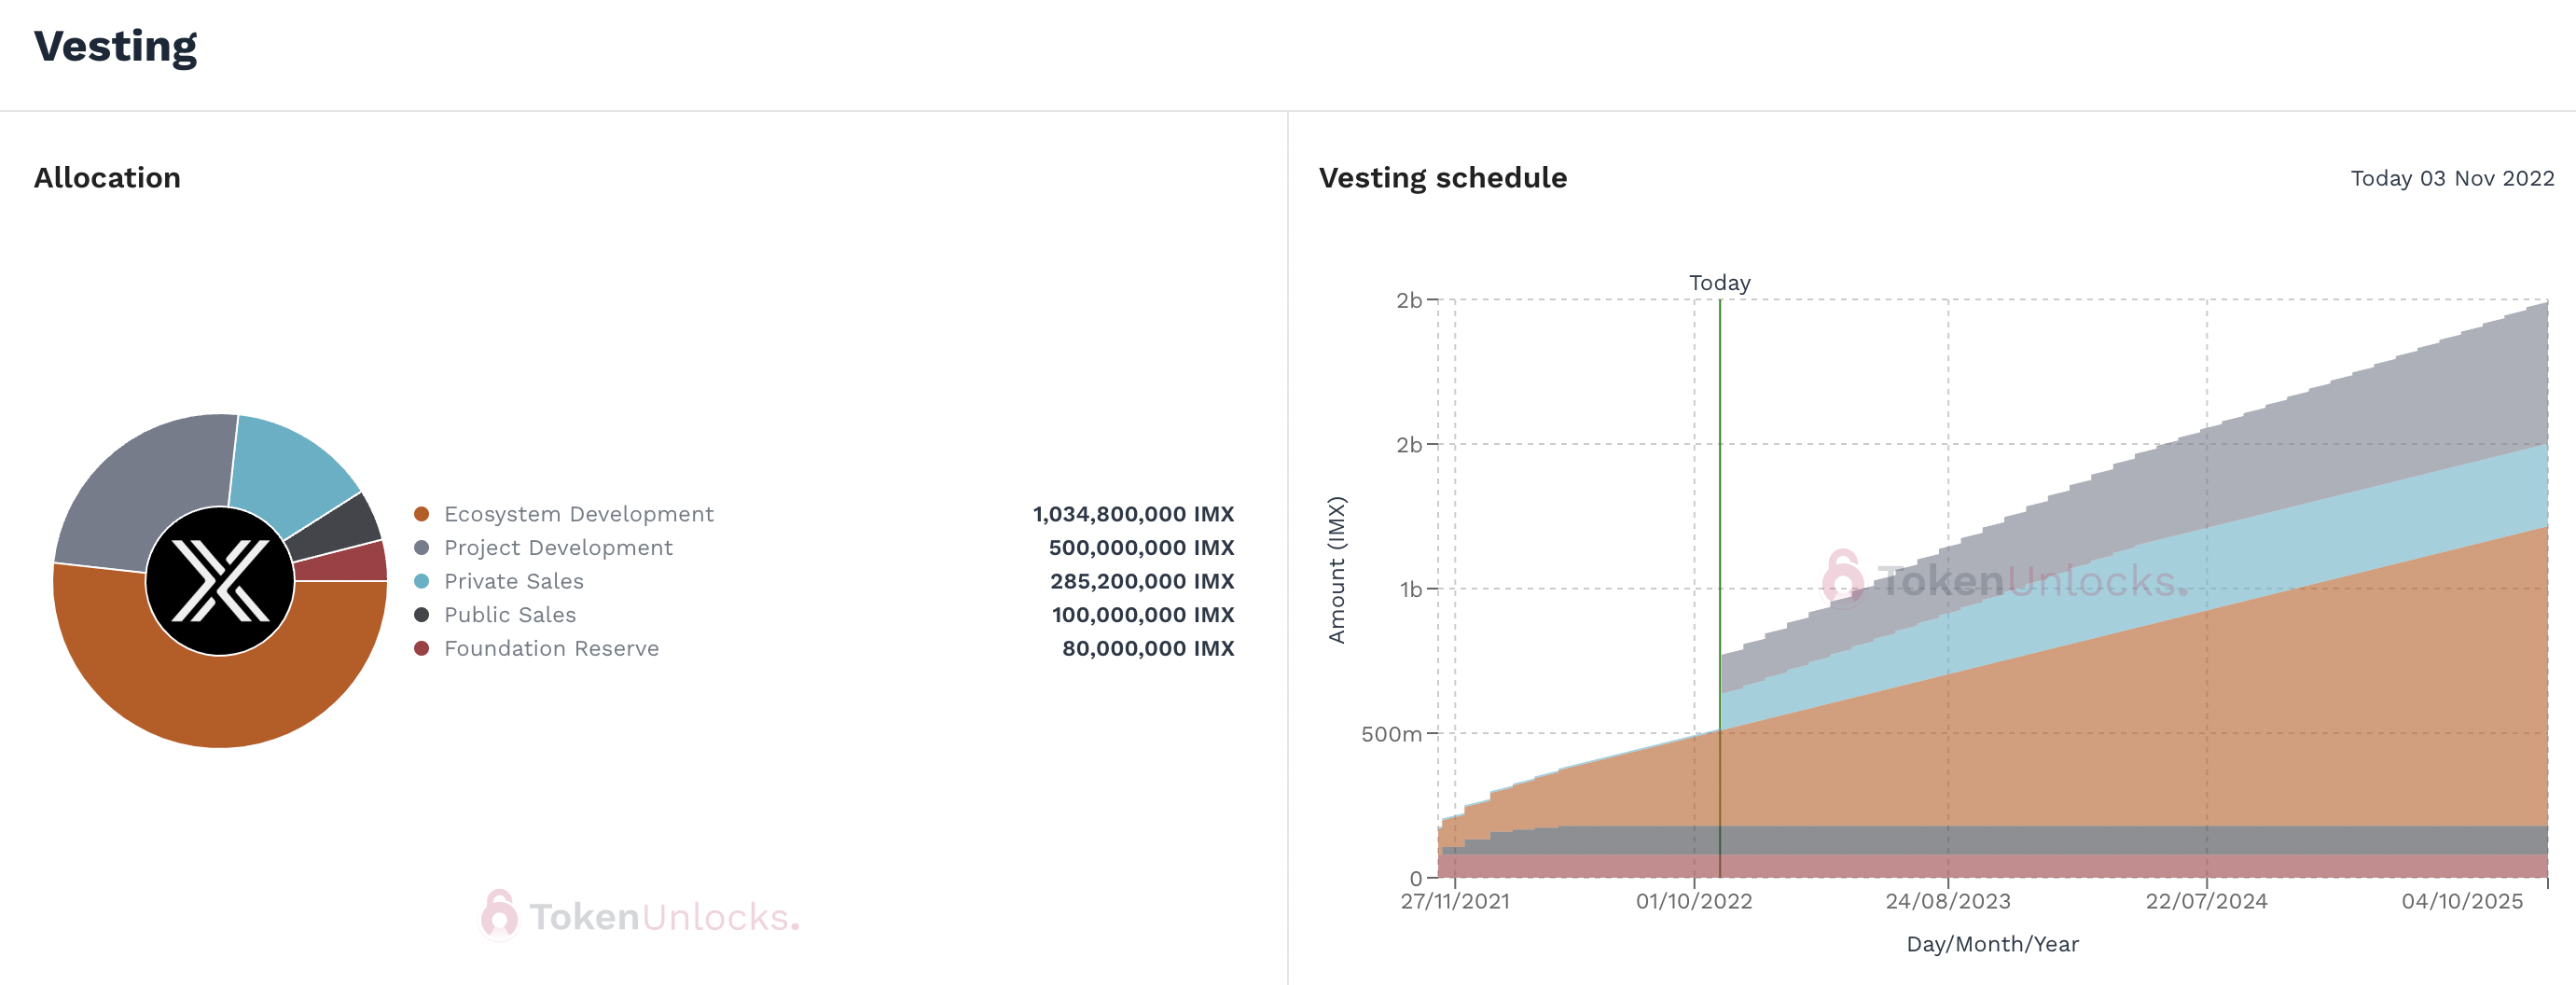 Vesting
Allocation
Ecosystem Development 1,034,800,000 IMX
Project Development 500,000,000 IMX
Private Sales 285,200,000 IMX
Public Sales 100,000,000 IMX
Foundation Reserve 80,000,000 IMX
TokenUnlocks.
Vesting schedule Today 03 Nov 2022
Today
2b
2b
1b
500m
0
Amount (IMX)
TokenUnlocks.
27/11/2021 01/10/2022 24/08/2023 22/07/2024 04/10/2025
Day/Month/Year